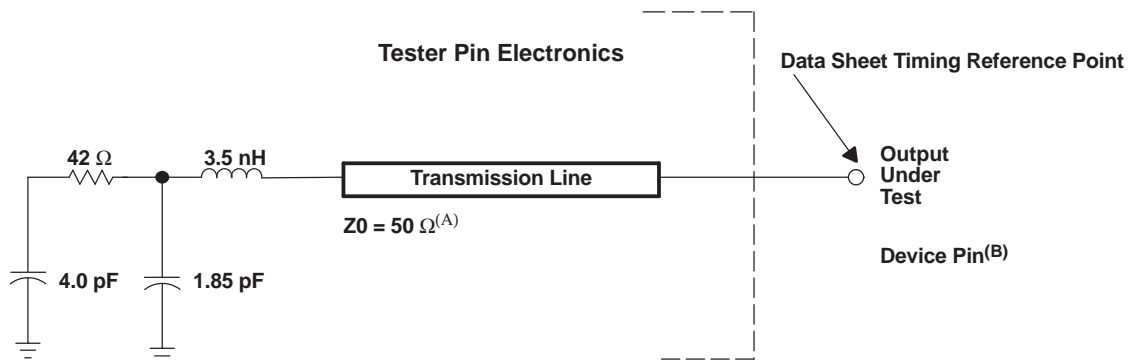 Tester Pin Electronics
Data Sheet Timing Reference Point
42 Ω
3.5 nH
Transmission Line
Output
Under
Test
Z0 = 50 Ω(A)
Device Pin(B)
4.0 pF
1.85 pF